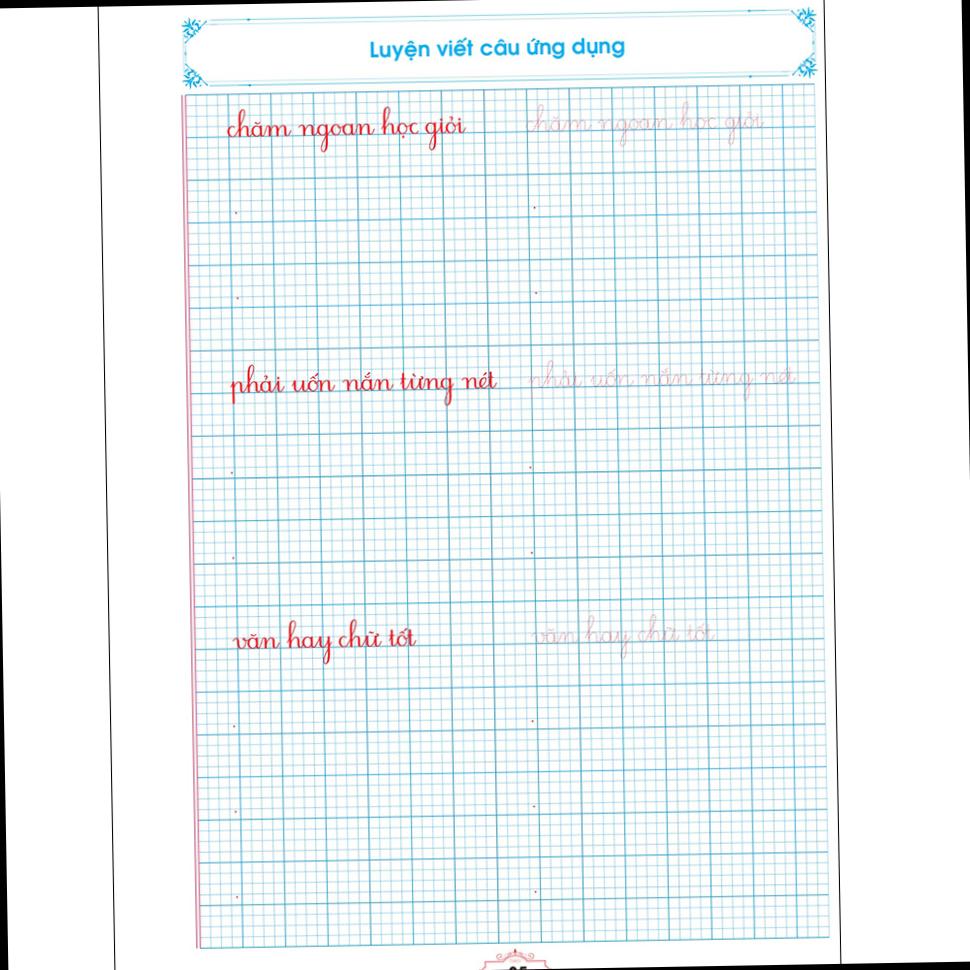 Luyện viết câu ứng dụng
chăm ngoan học giỏi chăm ngoan học giỏi
phải uốn nắn từng nét phải uốn nắn từng nét
văn hay chữ tốt văn hay chữ tốt